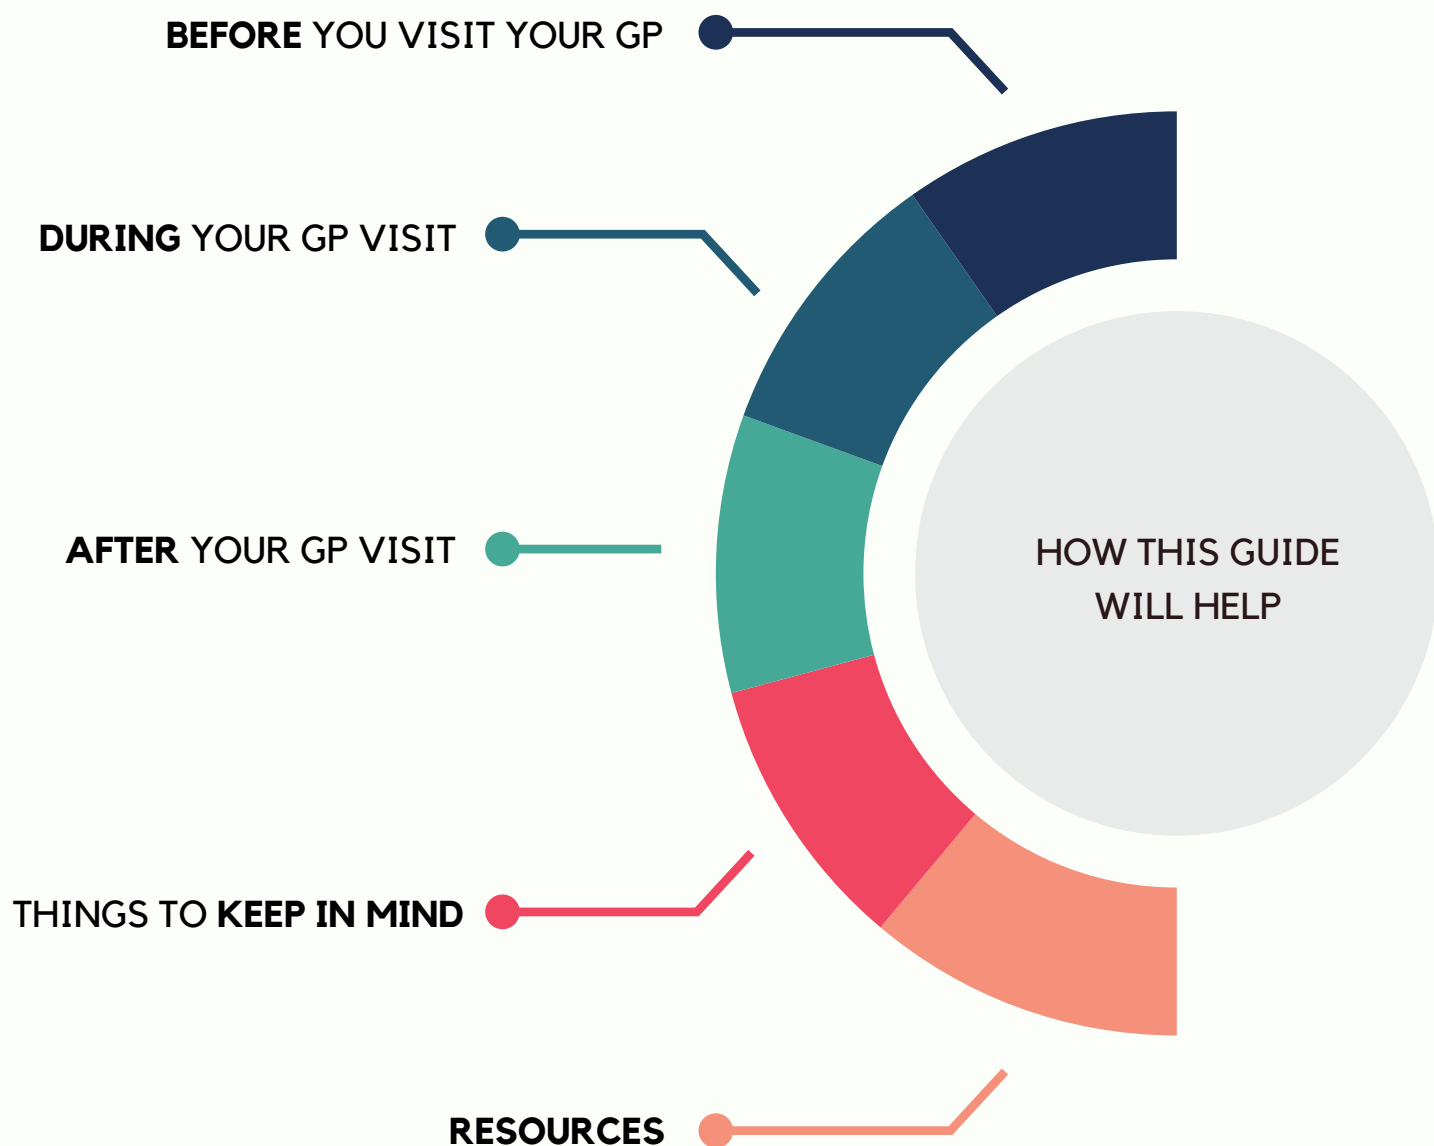 BEFORE YOU VISIT YOUR GP
DURING YOUR GP VISIT
AFTER YOUR GP VISIT
HOW THIS GUIDE
WILL HELP
THINGS TO KEEP IN MIND
RESOURCES